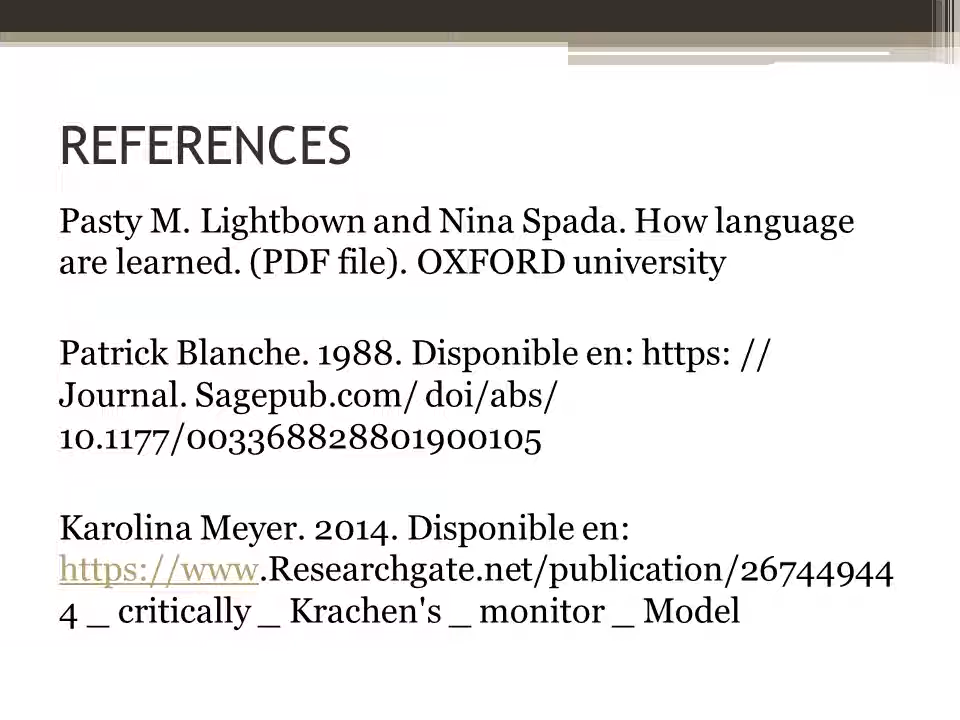 REFERENCES
Pasty M. Lightbown and Nina Spada. How language
are learned. (PDF file). OXFORD university
Patrick Blanche. 1988. Disponible en: https: //
Journal. Sagepub.com/ doi/abs/
10.1177/003368828801900105
Karolina Meyer. 2014. Disponible en:
https://www.Researchgate.net/publication/26744944
4 _ critically _ Krachen's _ monitor _ Model